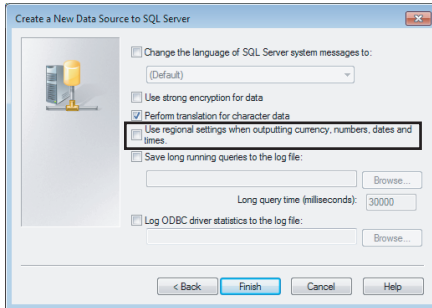 Create a New Data Source to SQL Server
Change the language of SQL Server system messages to:
(Default)
Use strong encryption for data
Perform translation for character data
Use regional settings when outputting currency, numbers, dates and
times.
Save long running queries to the log file:
Browse...
Long query time (milliseconds): 30000
Log ODBC driver statistics to the log file:
Browse...
< Back Finish Cancel Help